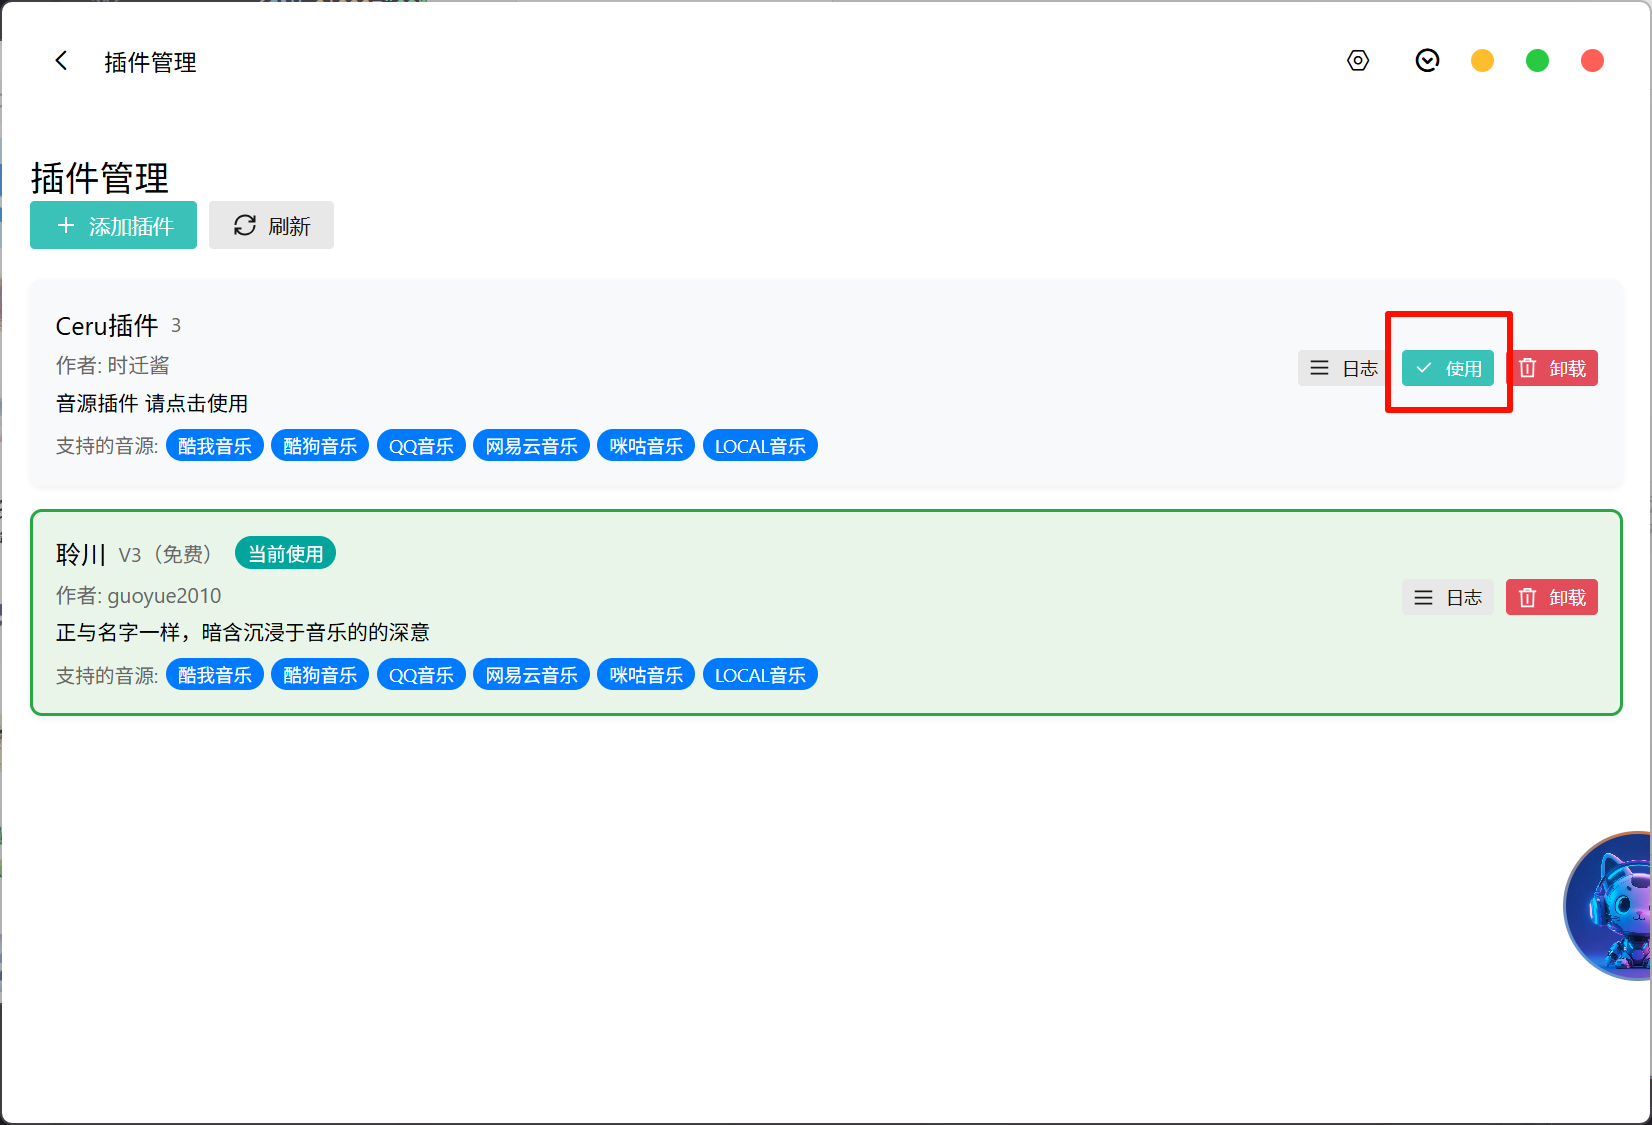 插件管理
插件管理
添加插件 刷新
Ceru插件 3
作者: 时迁酱
音源插件 请点击使用
支持的音源: 酷我音乐 酷狗音乐 QQ音乐 网易云音乐 咪咕音乐 LOCAL音乐
日志 使用 卸载
聆川 V3（免费） 当前使用
作者: guoyue2010
正与名字一样，暗含沉浸于音乐的的深意
支持的音源: 酷我音乐 酷狗音乐 QQ音乐 网易云音乐 咪咕音乐 LOCAL音乐
日志 卸载